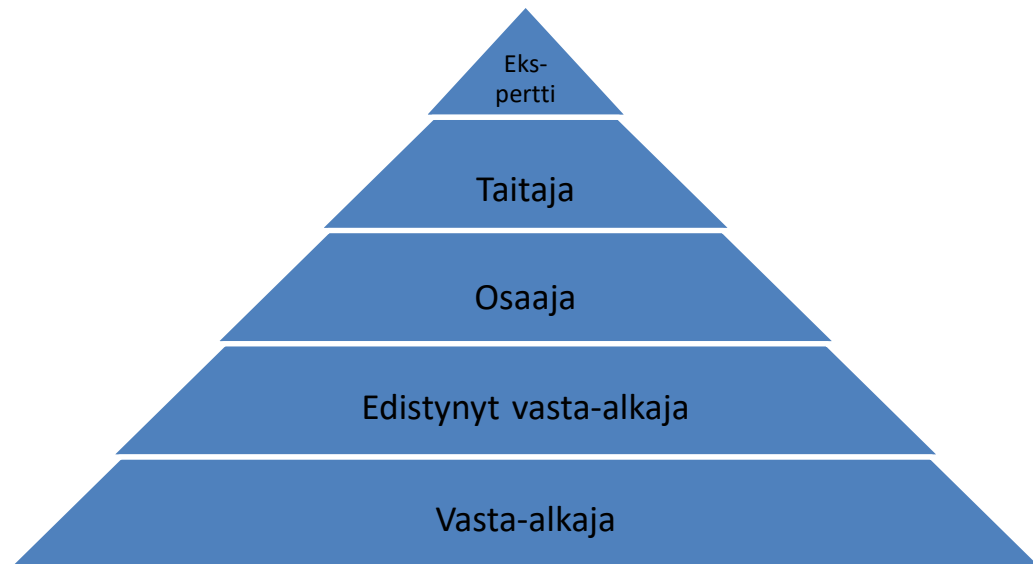 Eks-
pertti
Taitaja
Osaaja
Edistynyt vasta-alkaja
Vasta-alkaja